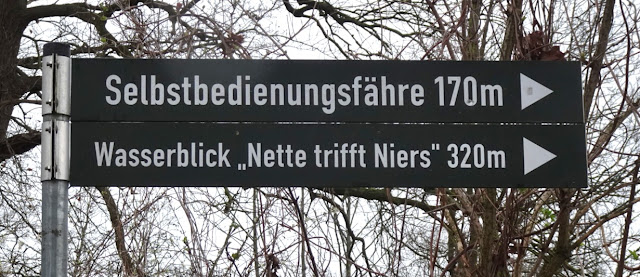 Selbstbedienungsfähre 170m
Wasserblick „Nette trifft Niers" 320m